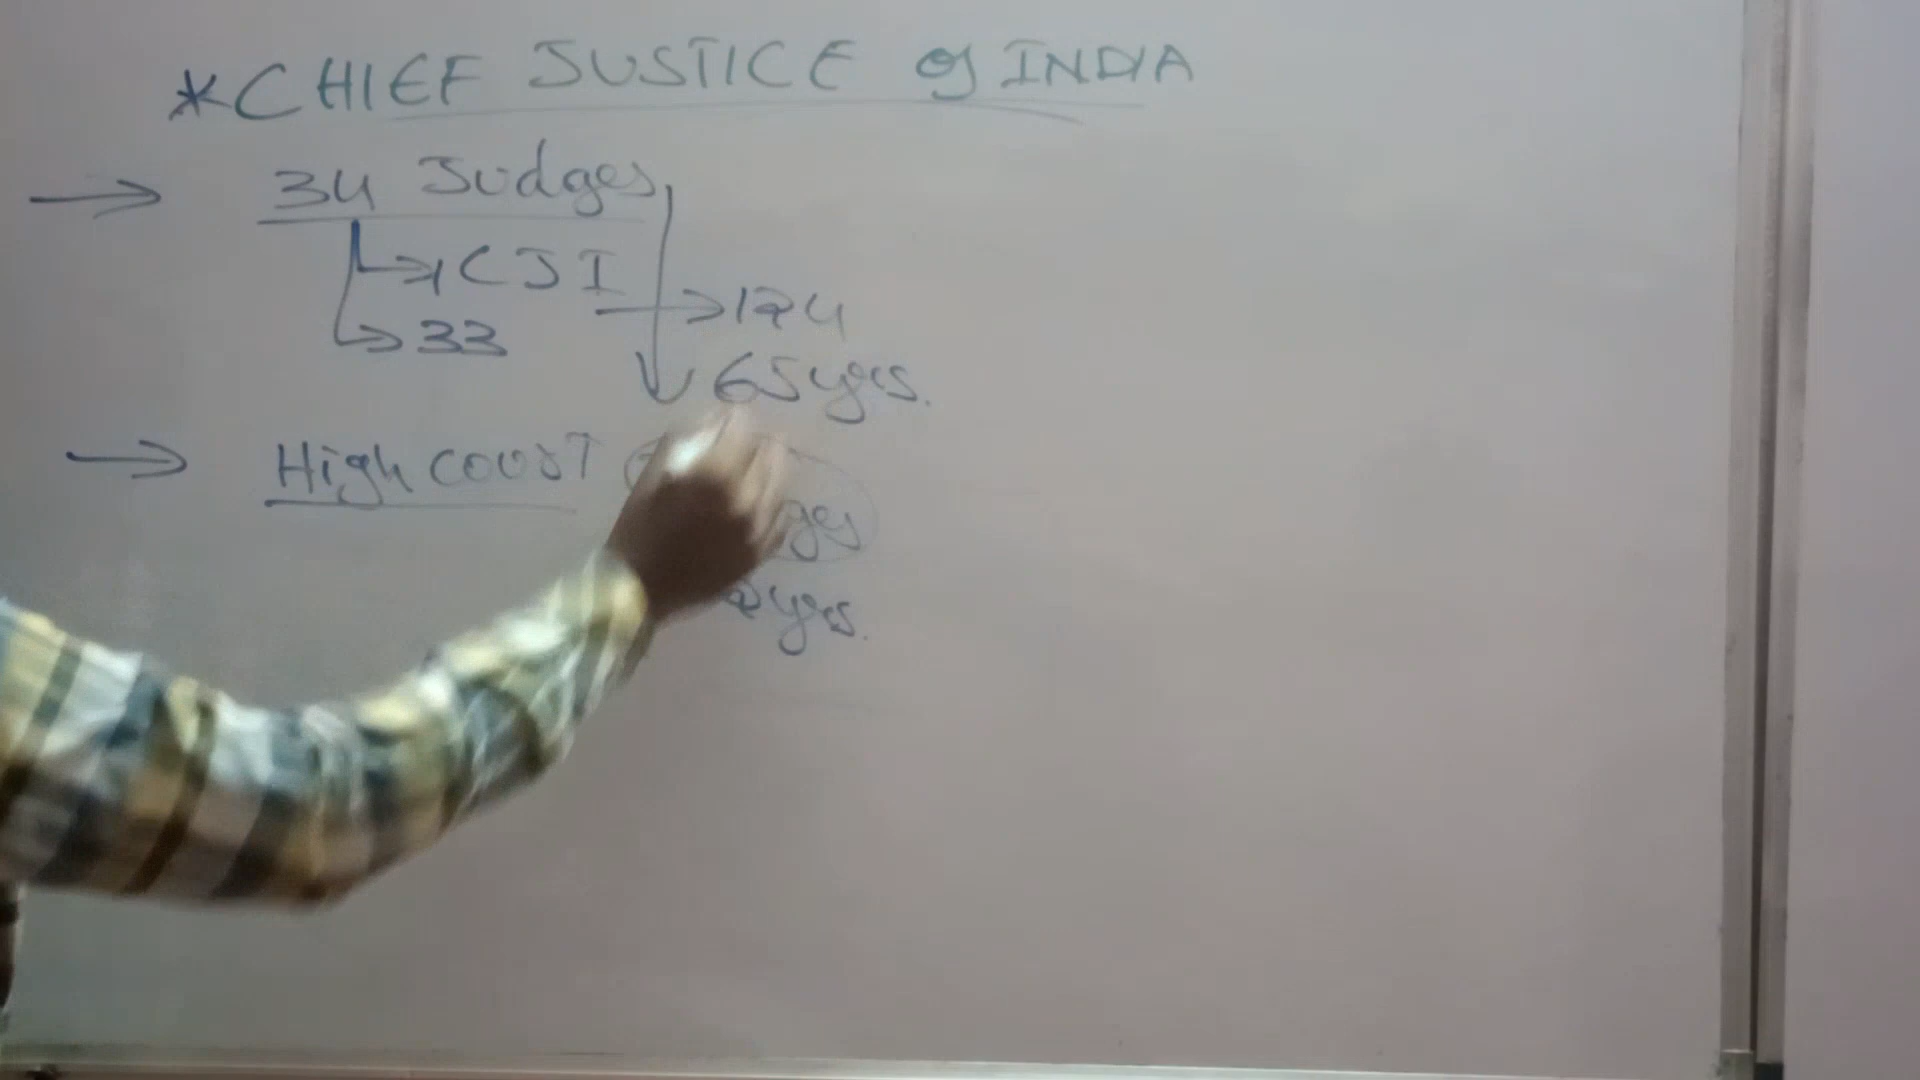 *CHIEF JUSTICE of INDIA
→ 34 Judges,
→1 CJI
→124
→33
65 yrs.
→ High court
yrs.